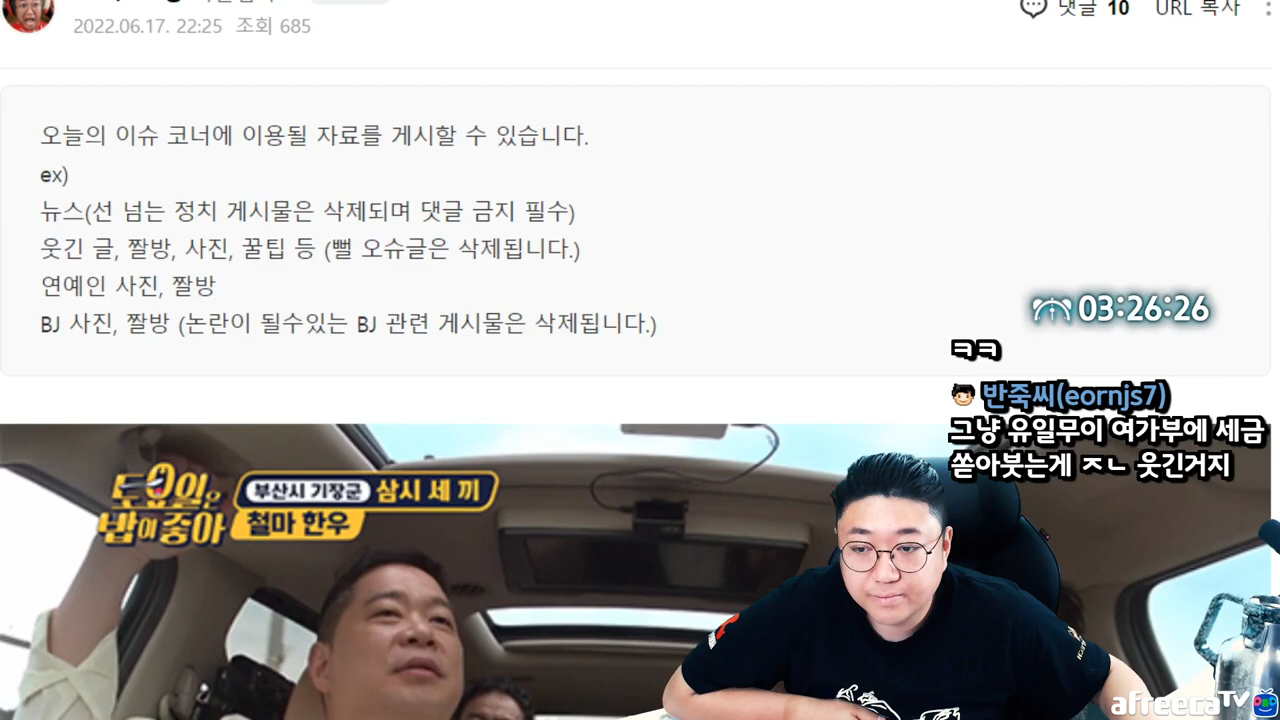 2022.06.17. 22:25 조회 685
댓글 10 URL 복사
오늘의 이슈 코너에 이용될 자료를 게시할 수 있습니다.
ex)
뉴스(선 넘는 정치 게시물은 삭제되며 댓글 금지 필수)
웃긴 글, 짤방, 사진, 꿀팁 등 (뻘 오슈글은 삭제됩니다.)
연예인 사진, 짤방
BJ 사진, 짤방 (논란이 될수있는 BJ 관련 게시물은 삭제됩니다.)
03:26:26
ㅋㅋ
반죽씨(eornjs7)
그냥 유일무이 여가부에 세금
쏟아붓는게 ㅈㄴ 웃긴거지
토요일은
밥이 좋아
부산시 기장군 삼시 세 끼
철마 한우
afreecaTV